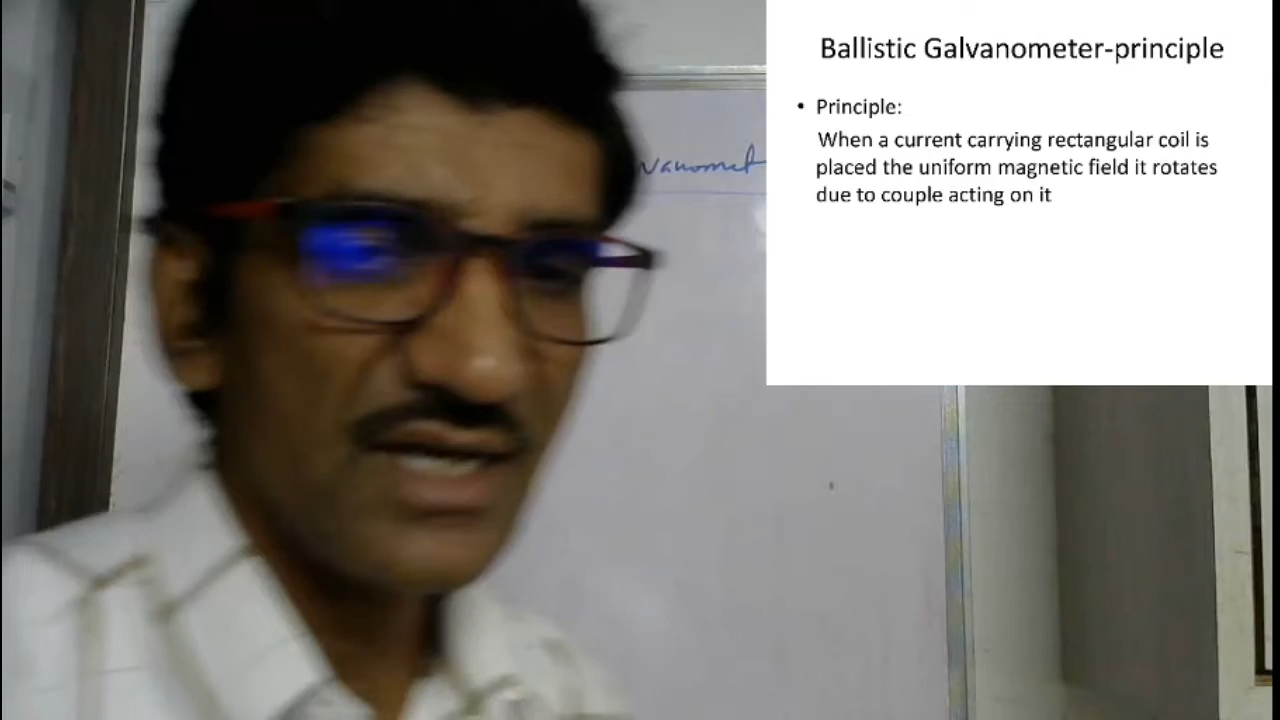 Ballistic Galvanometer-principle
• Principle:
When a current carrying rectangular coil is
placed the uniform magnetic field it rotates
due to couple acting on it
vanomet